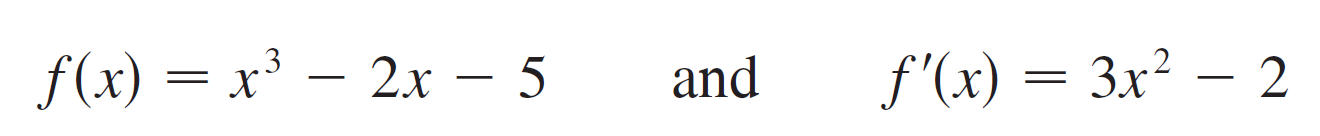 f(x) = x³ − 2x − 5 and f'(x) = 3x² − 2